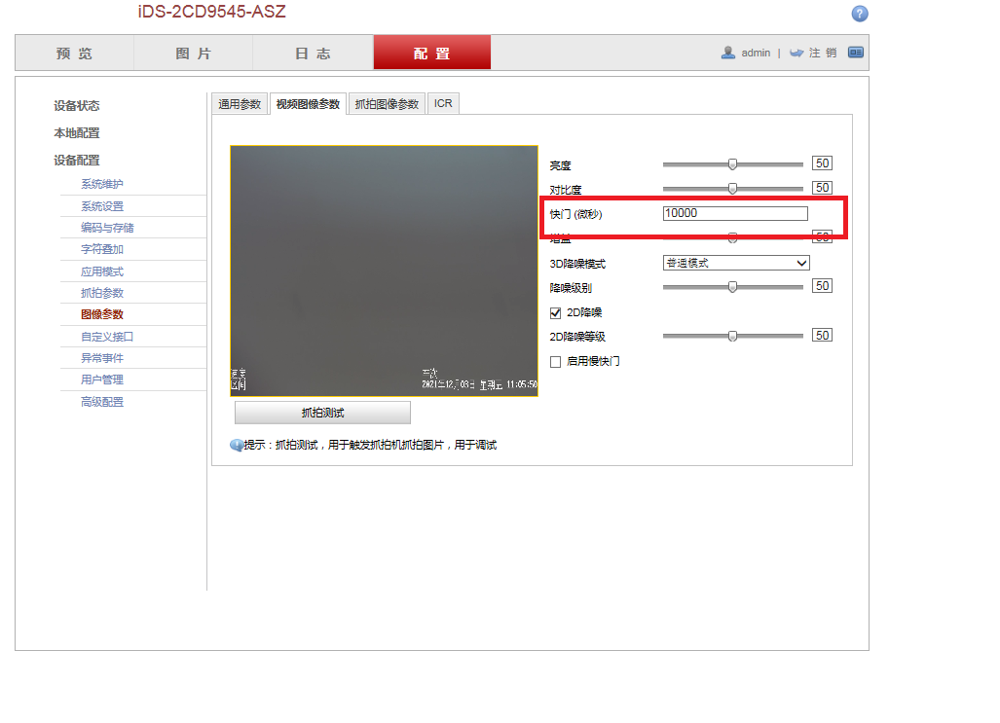 iDS-2CD9545-ASZ
预 览
图 片
日 志
配 置
admin | 注 销
设备状态
本地配置
设备配置
系统维护
系统设置
编码与存储
字符叠加
应用模式
抓拍参数
图像参数
自定义接口
异常事件
用户管理
高级配置
通用参数
视频图像参数
抓拍图像参数
ICR
亮度 50
对比度 50
快门 (微秒) 10000
增益 50
3D降噪模式 普通模式
降噪级别 50
2D降噪
2D降噪等级 50
启用慢快门
2021年12月03日 星期五 11:05:50
抓拍测试
提示：抓拍测试，用于触发抓拍机抓拍图片，用于调试